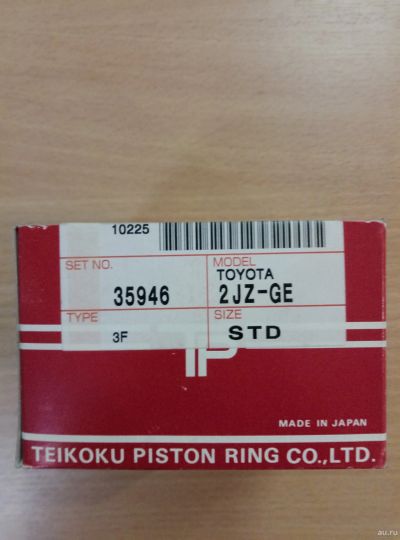 10225
SET NO.
MODEL
TOYOTA
35946
2JZ-GE
TYPE
SIZE
3F
STD
TP
MADE IN JAPAN
TEIKOKU PISTON RING CO.,LTD.
au.ru